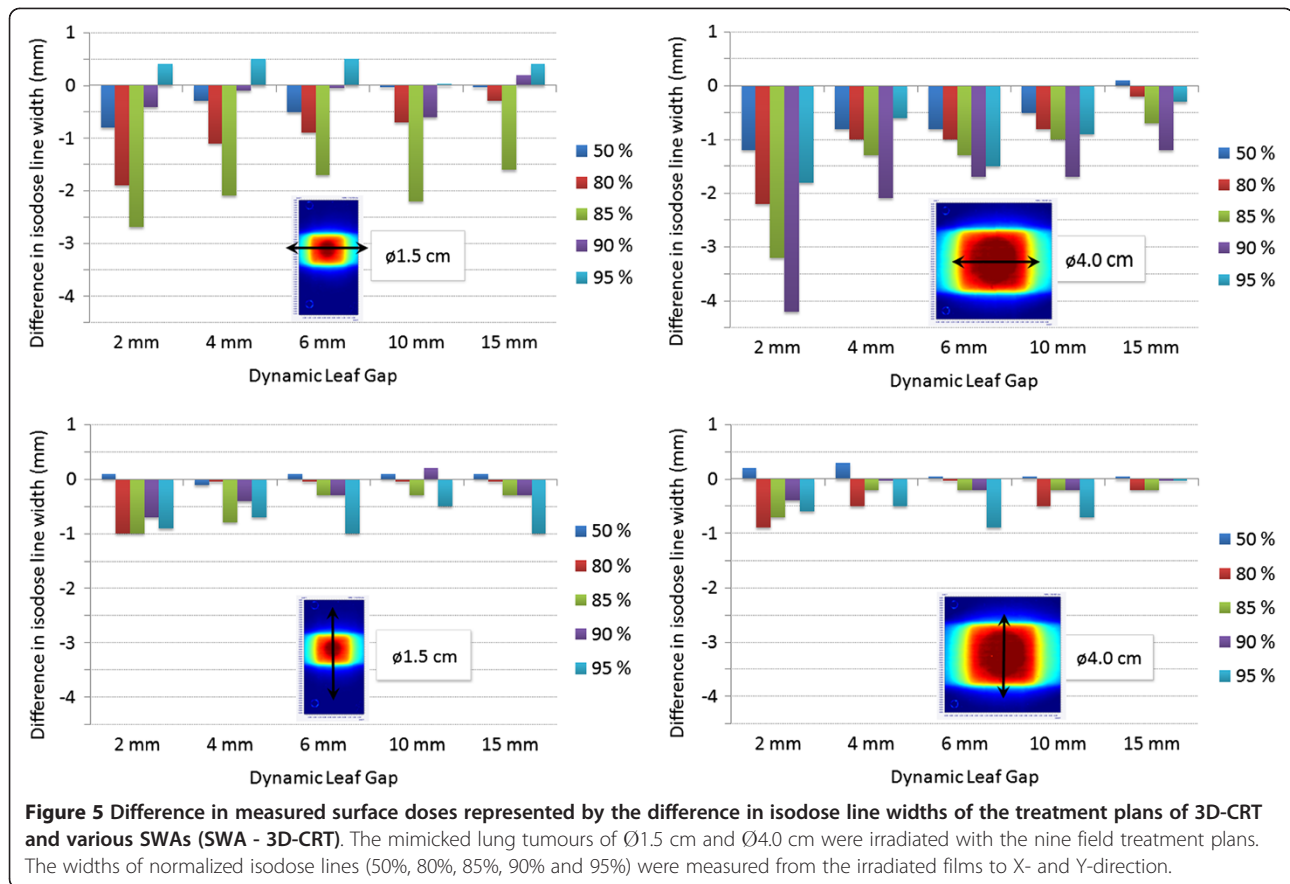 1
0
-1
-2
-3
-4
Difference in isodose line width (mm)
50 %
80 %
85 %
90 %
95 %
ø1.5 cm
2 mm 4 mm 6 mm 10 mm 15 mm
Dynamic Leaf Gap
1
0
-1
-2
-3
-4
Difference in isodose line width (mm)
50 %
80 %
85 %
90 %
95 %
ø4.0 cm
2 mm 4 mm 6 mm 10 mm 15 mm
Dynamic Leaf Gap
1
0
-1
-2
-3
-4
Difference in isodose line width (mm)
50 %
80 %
85 %
90 %
95 %
ø1.5 cm
2 mm 4 mm 6 mm 10 mm 15 mm
Dynamic Leaf Gap
1
0
-1
-2
-3
-4
Difference in isodose line width (mm)
50 %
80 %
85 %
90 %
95 %
ø4.0 cm
2 mm 4 mm 6 mm 10 mm 15 mm
Dynamic Leaf Gap
Figure 5 Difference in measured surface doses represented by the difference in isodose line widths of the treatment plans of 3D-CRT
and various SWAs (SWA - 3D-CRT). The mimicked lung tumours of Ø1.5 cm and Ø4.0 cm were irradiated with the nine field treatment plans.
The widths of normalized isodose lines (50%, 80%, 85%, 90% and 95%) were measured from the irradiated films to X- and Y-direction.